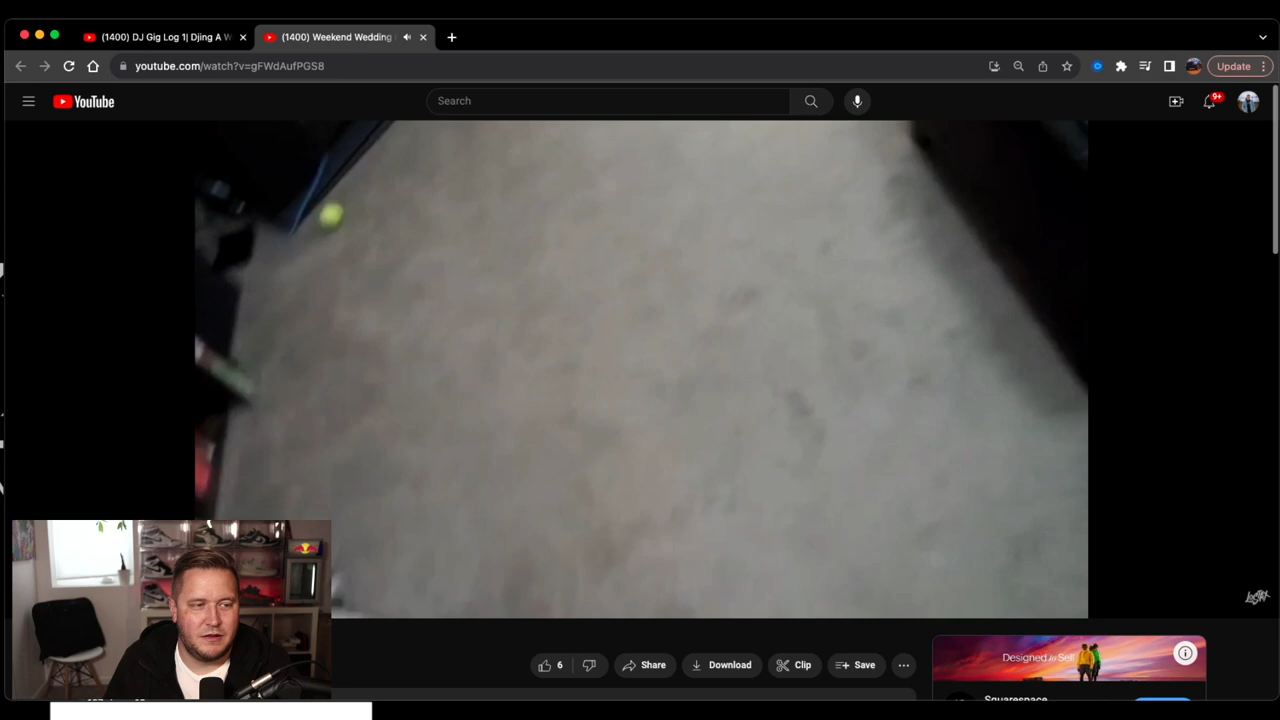 (1400) DJ Gig Log 1| Djing A W
(1400) Weekend Wedding
youtube.com/watch?v=gFWdAufPGS8
Update
YouTube
Search
9+
6
Share
Download
Clip
Save
Designed to Sell
Squarespace